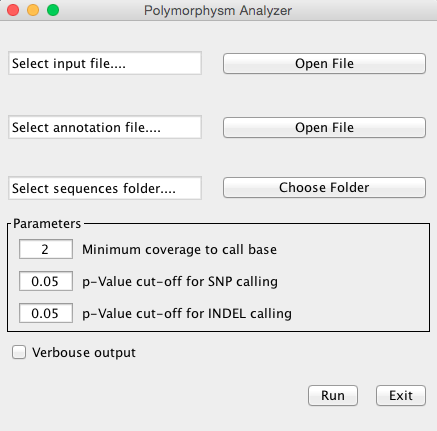 Polymorphysm Analyzer
Select input file.... Open File
Select annotation file.... Open File
Select sequences folder.... Choose Folder
Parameters
2 Minimum coverage to call base
0.05 p-Value cut-off for SNP calling
0.05 p-Value cut-off for INDEL calling
Verbouse output
Run Exit